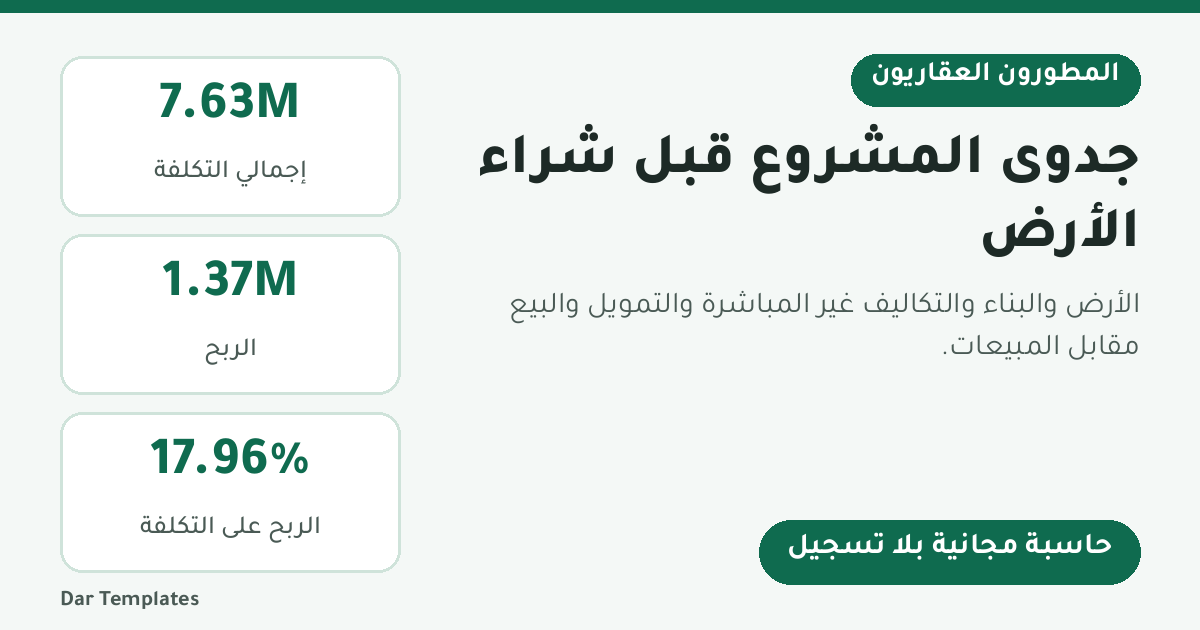 المطورون العقاريون
جدوى المشروع قبل شراء
الأرض
الأرض والبناء والتكاليف غير المباشرة والتمويل والبيع
مقابل المبيعات.
حاسبة مجانية بلا تسجيل
7.63M
إجمالي التكلفة
1.37M
الربح
17.96%
الربح على التكلفة
Dar Templates